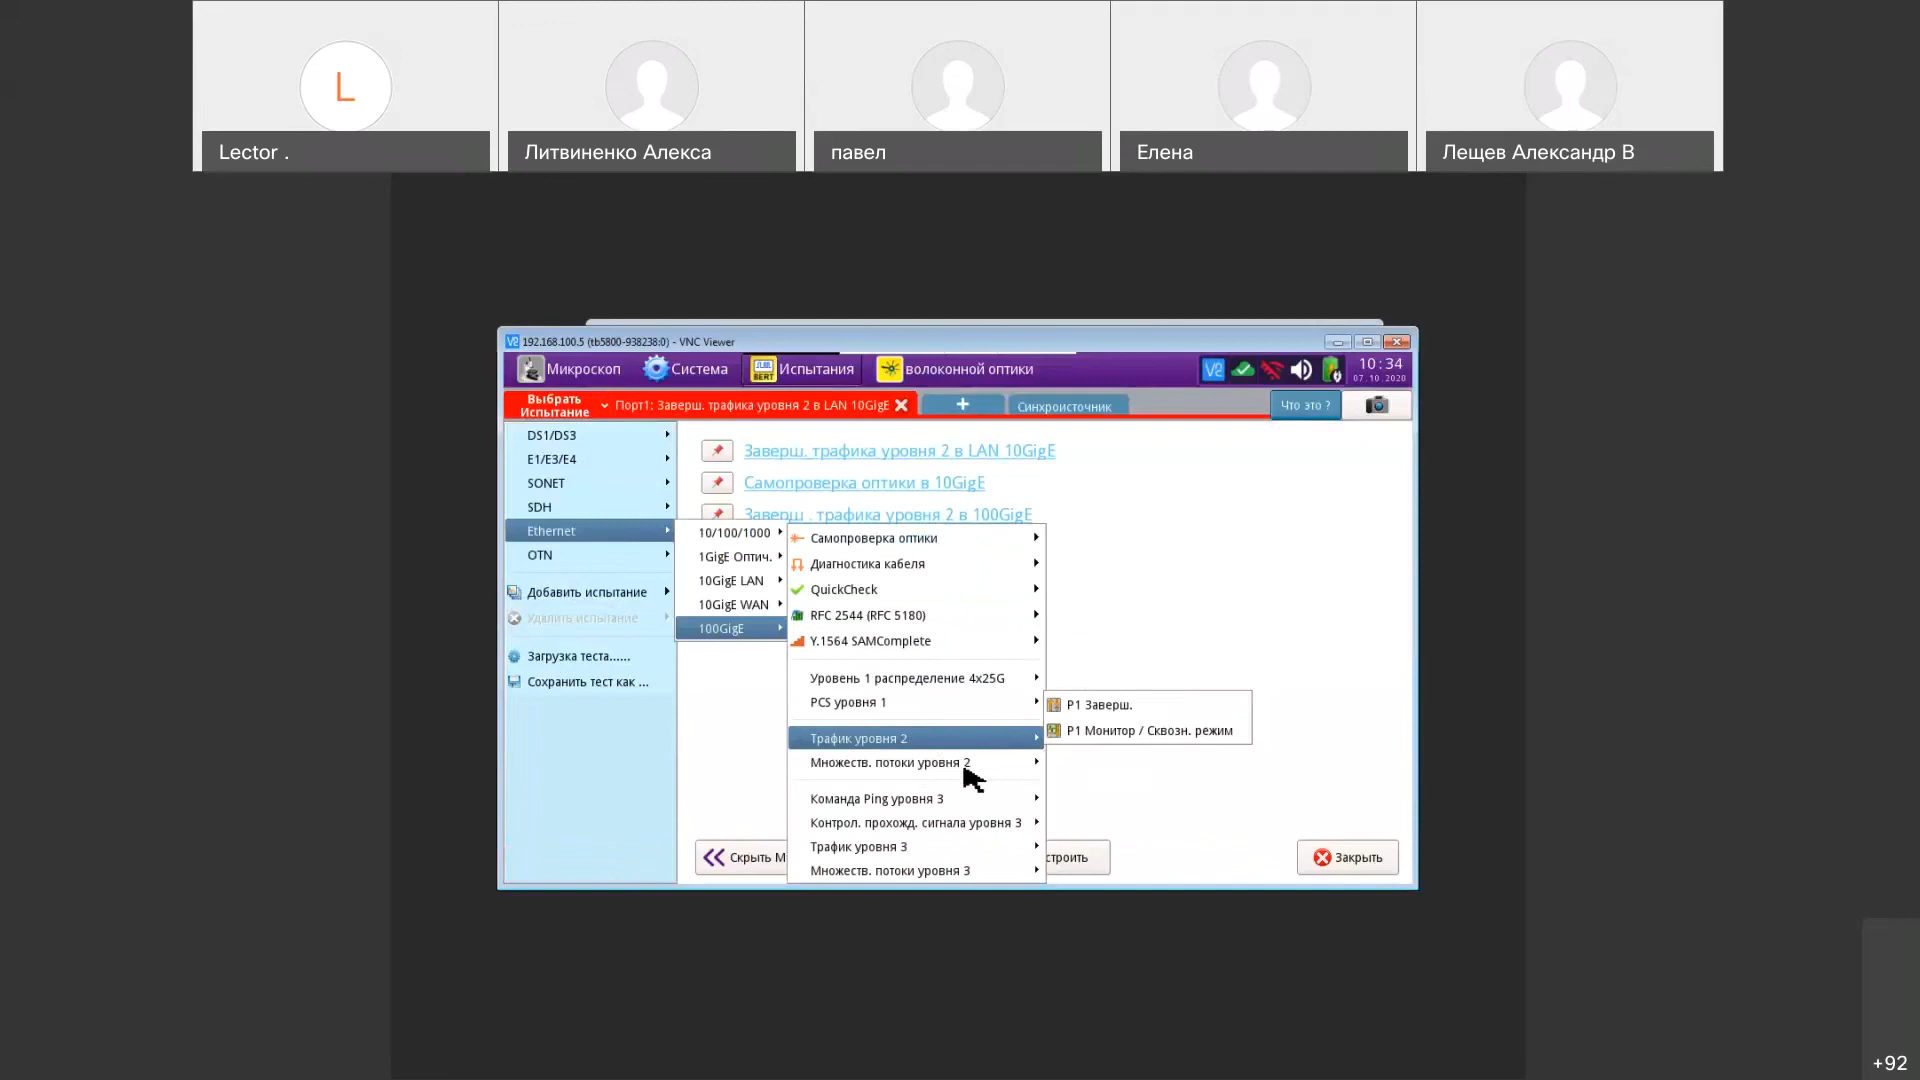 L
Lector .
Литвиненко Алекса
павел
Елена
Лещев Александр В
192.168.100.5 (tb5800-938238:0) - VNC Viewer
Микроскоп
Система
BERT
Испытания
волоконной оптики
10:34
07.10.2020
Выбрать
Испытание
Порт1: Заверш. трафика уровня 2 в LAN 10GigE
+
Синхроисточник
Что это ?
DS1/DS3
E1/E3/E4
SONET
SDH
Ethernet
OTN
Добавить испытание
Удалить испытание
Загрузка теста......
Сохранить тест как ...
Заверш. трафика уровня 2 в LAN 10GigE
Самопроверка оптики в 10GigE
Заверш . трафика уровня 2 в 100GigE
10/100/1000
1GigE Оптич.
10GigE LAN
10GigE WAN
100GigE
Самопроверка оптики
Диагностика кабеля
QuickCheck
RFC 2544 (RFC 5180)
Y.1564 SAMComplete
Уровень 1 распределение 4x25G
PCS уровня 1
Трафик уровня 2
Множеств. потоки уровня 2
Команда Ping уровня 3
Контрол. прохожд. сигнала уровня 3
Трафик уровня 3
Множеств. потоки уровня 3
P1 Заверш.
P1 Монитор / Сквозн. режим
Скрыть М
строить
Закрыть
+92